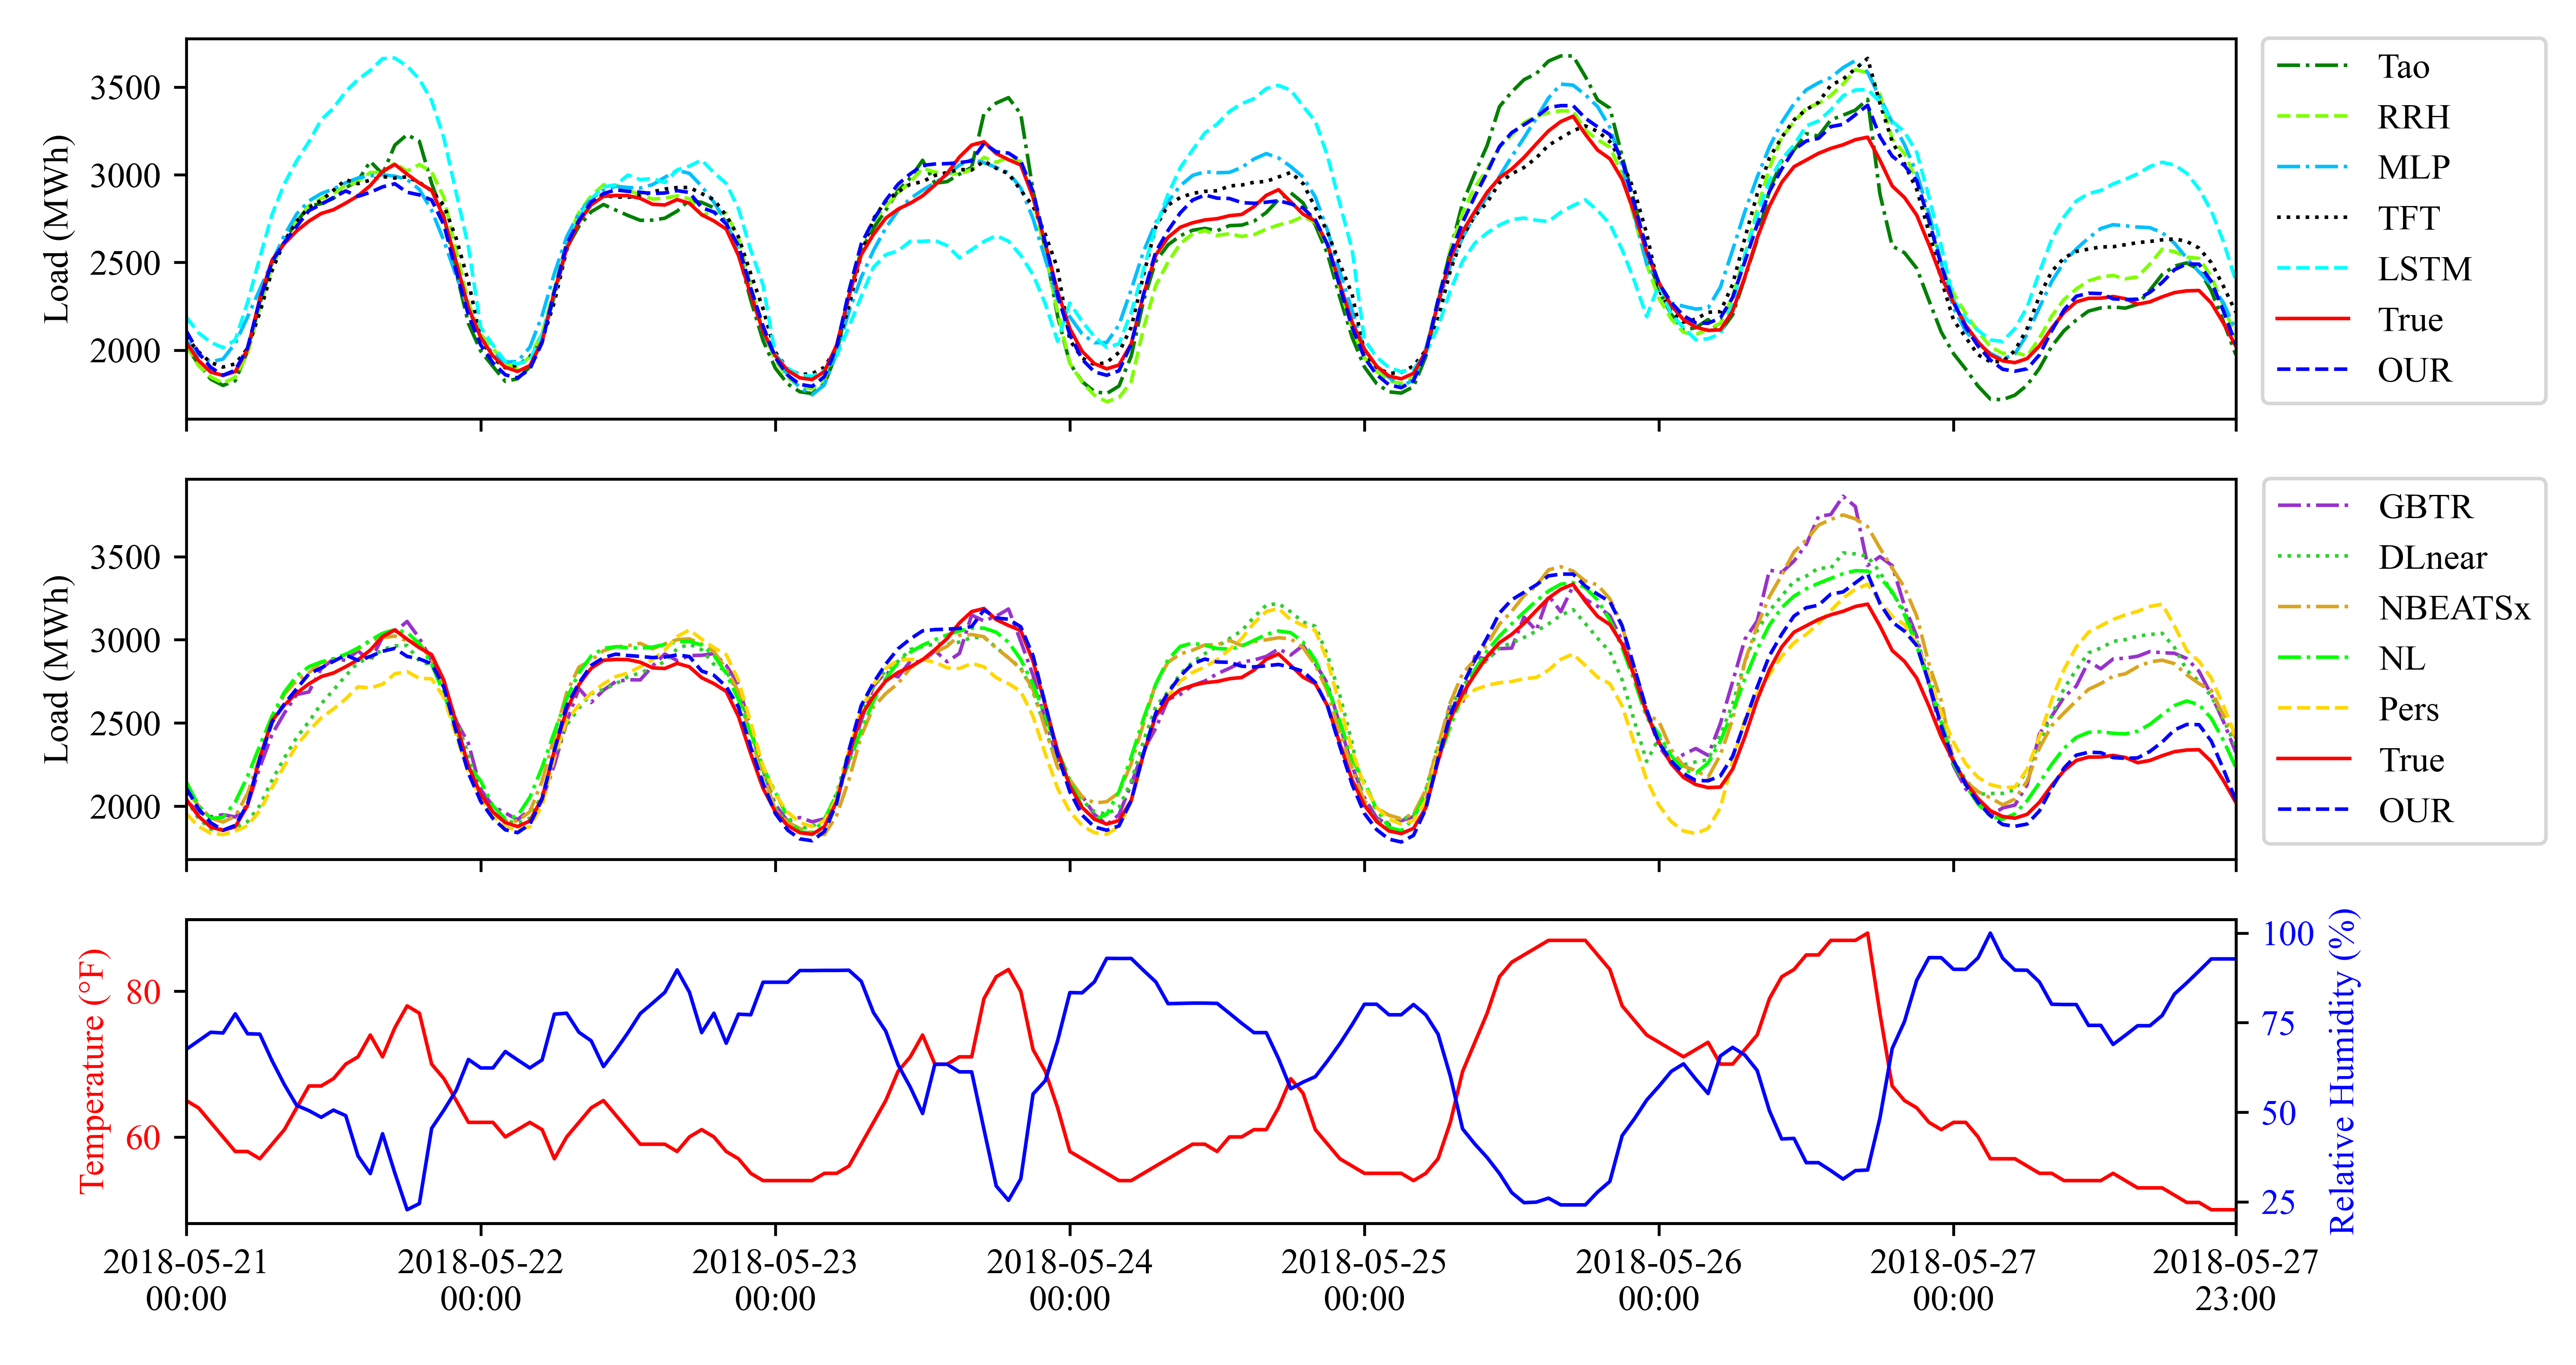 3500
3000
2500
2000
Load (MWh)
Tao
RRH
MLP
TFT
LSTM
True
OUR
3500
3000
2500
2000
Load (MWh)
GBTR
DLnear
NBEATSx
NL
Pers
True
OUR
80
60
Temperature (°F)
100
75
50
25
Relative Humidity (%)
2018-05-21
00:00
2018-05-22
00:00
2018-05-23
00:00
2018-05-24
00:00
2018-05-25
00:00
2018-05-26
00:00
2018-05-27
00:00
2018-05-27
23:00